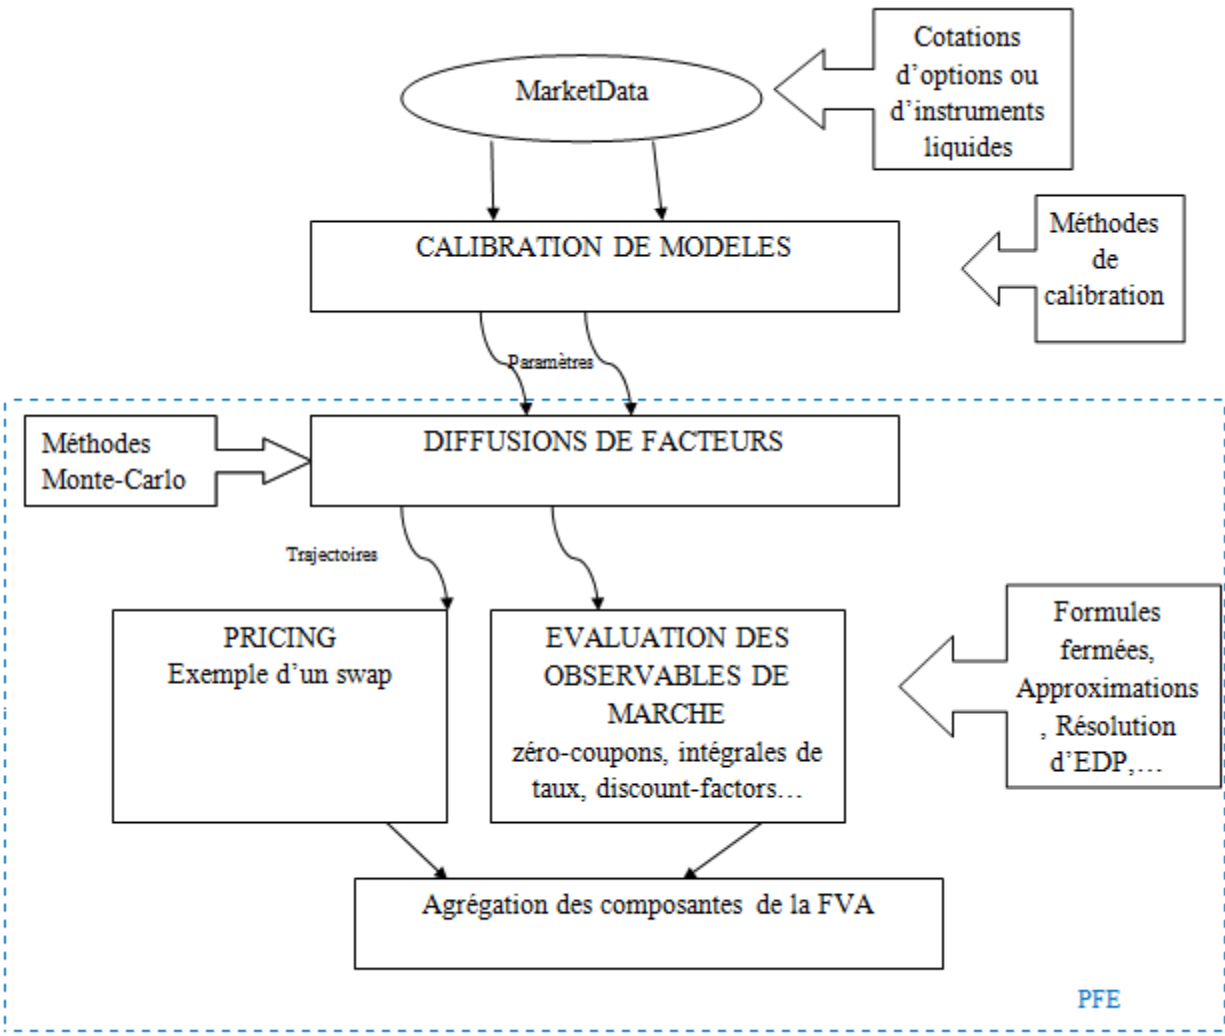 MarketData
Cotations
d'options ou
d'instruments
liquides
CALIBRATION DE MODELES
Méthodes
de
calibration
Paramètres
Méthodes
Monte-Carlo
DIFFUSIONS DE FACTEURS
Trajectoires
PRICING
Exemple d'un swap
EVALUATION DES
OBSERVABLES DE
MARCHE
zéro-coupons, intégrales de
taux, discount-factors…
Formules
fermées,
Approximations
, Résolution
d'EDP,…
Agrégation des composantes de la FVA
PFE